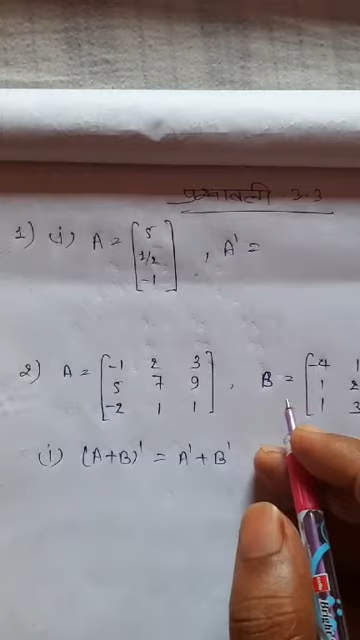 प्रश्नावली - 3.3
1) (i) A = [5 1/2 -1] , A' =
2) A = [-1 2 3 5 7 9 -2 1 1] , B = [-4 1 1 2 1 3
(i) (A+B)' = A' + B'
Bright